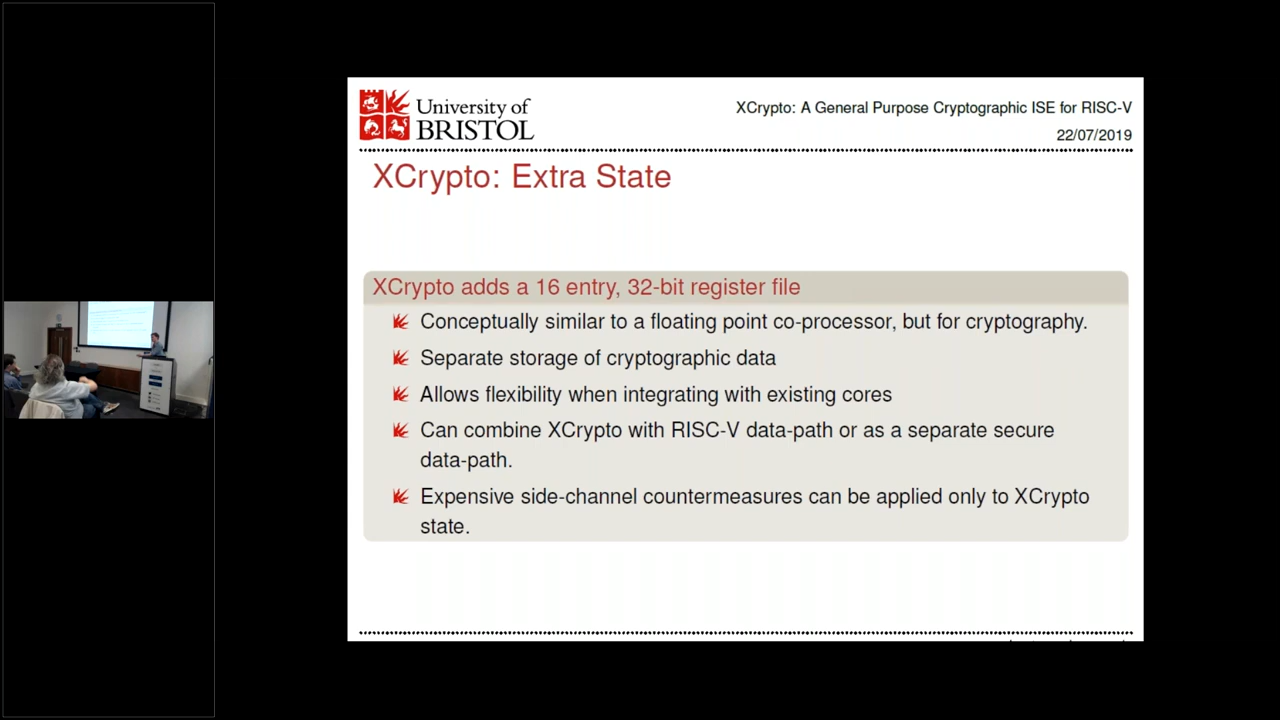 University of
BRISTOL
XCrypto: A General Purpose Cryptographic ISE for RISC-V
22/07/2019
XCrypto: Extra State
XCrypto adds a 16 entry, 32-bit register file
Conceptually similar to a floating point co-processor, but for cryptography.
Separate storage of cryptographic data
Allows flexibility when integrating with existing cores
Can combine XCrypto with RISC-V data-path or as a separate secure
data-path.
Expensive side-channel countermeasures can be applied only to XCrypto
state.